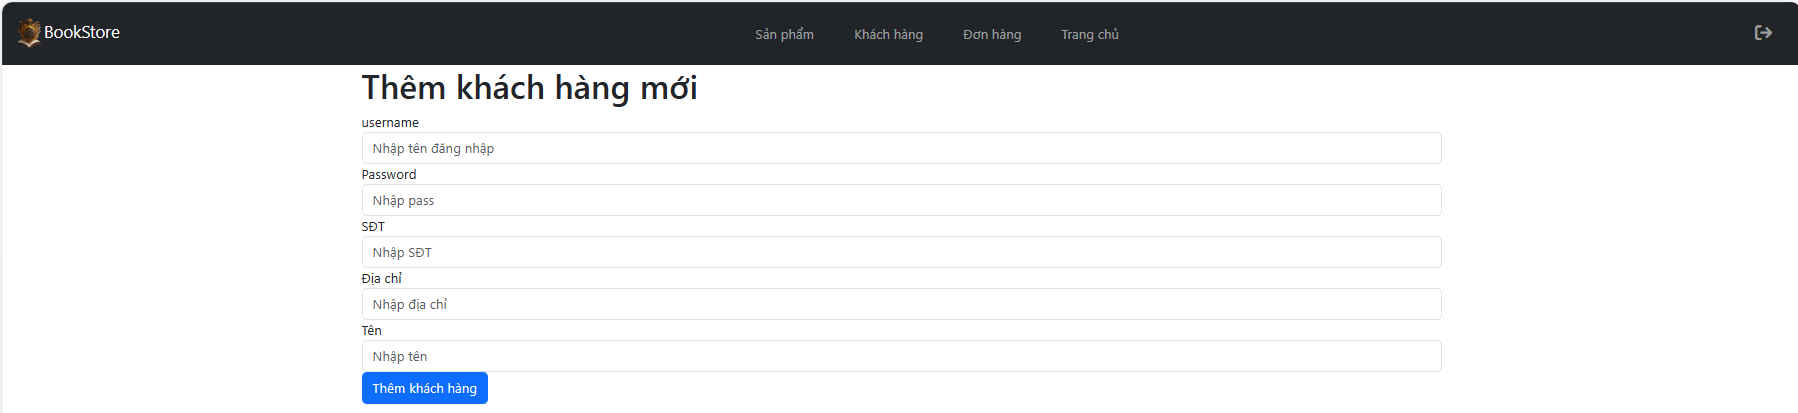 BookStore Sản phẩm Khách hàng Đơn hàng Trang chủ
Thêm khách hàng mới
username
Nhập tên đăng nhập
Password
Nhập pass
SĐT
Nhập SĐT
Địa chỉ
Nhập địa chỉ
Tên
Nhập tên
Thêm khách hàng